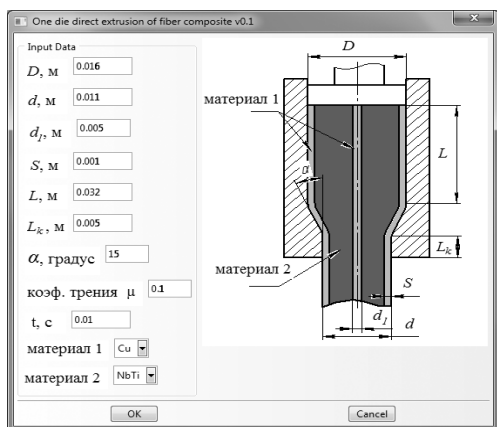 One die direct extrusion of fiber composite v0.1
Input Data
D, м 0.016
d, м 0.011
d1, м 0.005
S, м 0.001
L, м 0.032
Lk, м 0.005
α, градус 15
коэф. трения μ 0.1
t, с 0.01
материал 1 Cu
материал 2 NbTi
D
материал 1
L
α
материал 2
Lk
S
d1
d
OK
Cancel